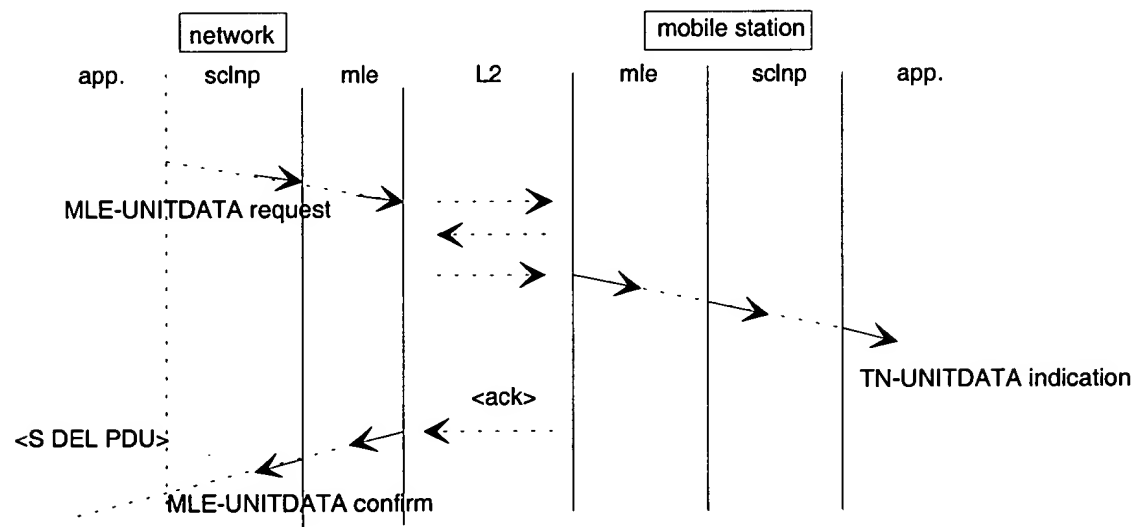 network
mobile station
app.
sclnp
mle
L2
mle
sclnp
app.
MLE-UNITDATA request
TN-UNITDATA indication
<ack>
<S DEL PDU>
MLE-UNITDATA confirm